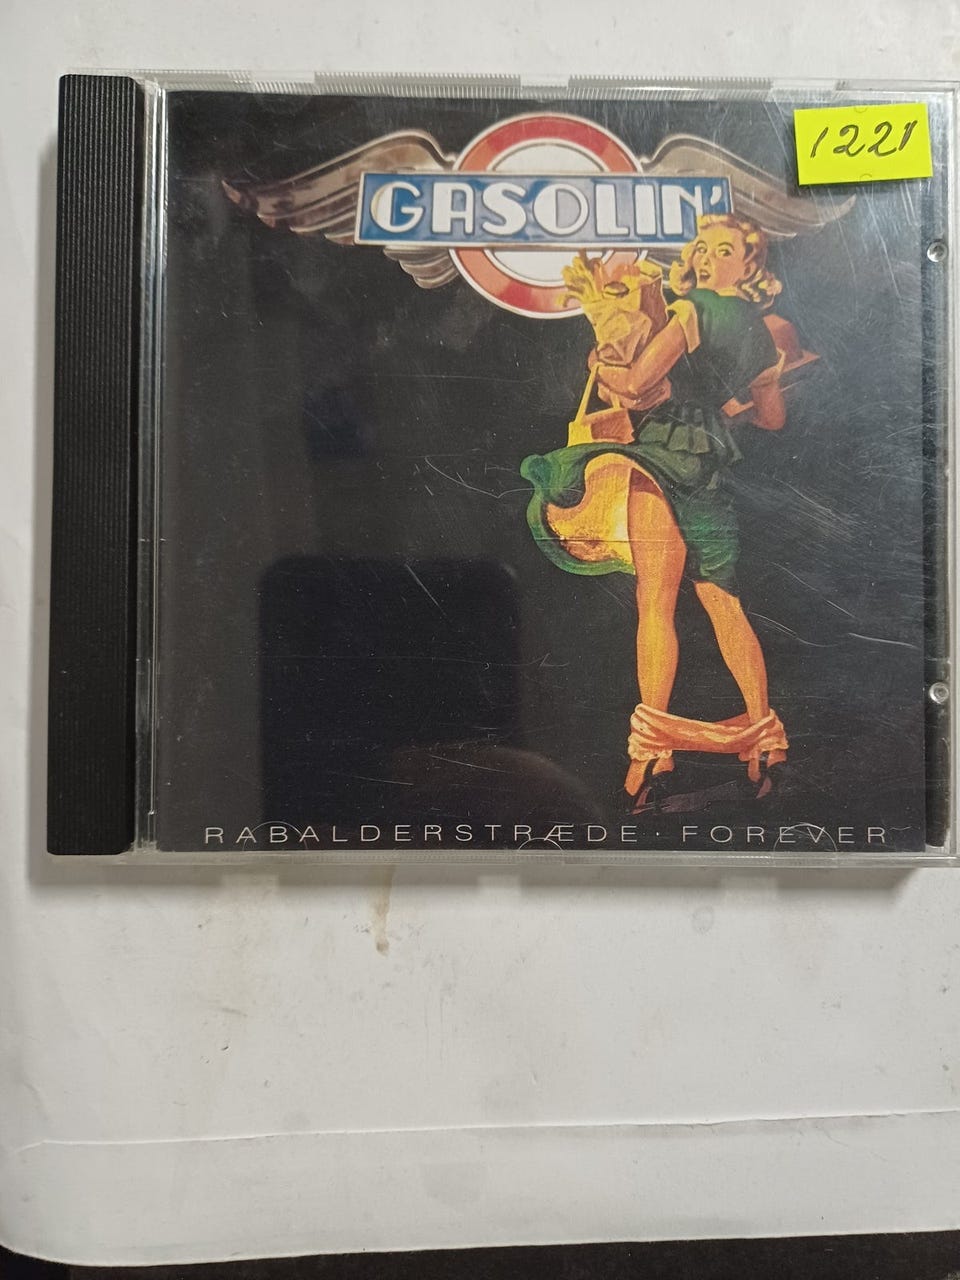 1221
GASOLIN'
RABALDERSTRÆDE · FOREVER